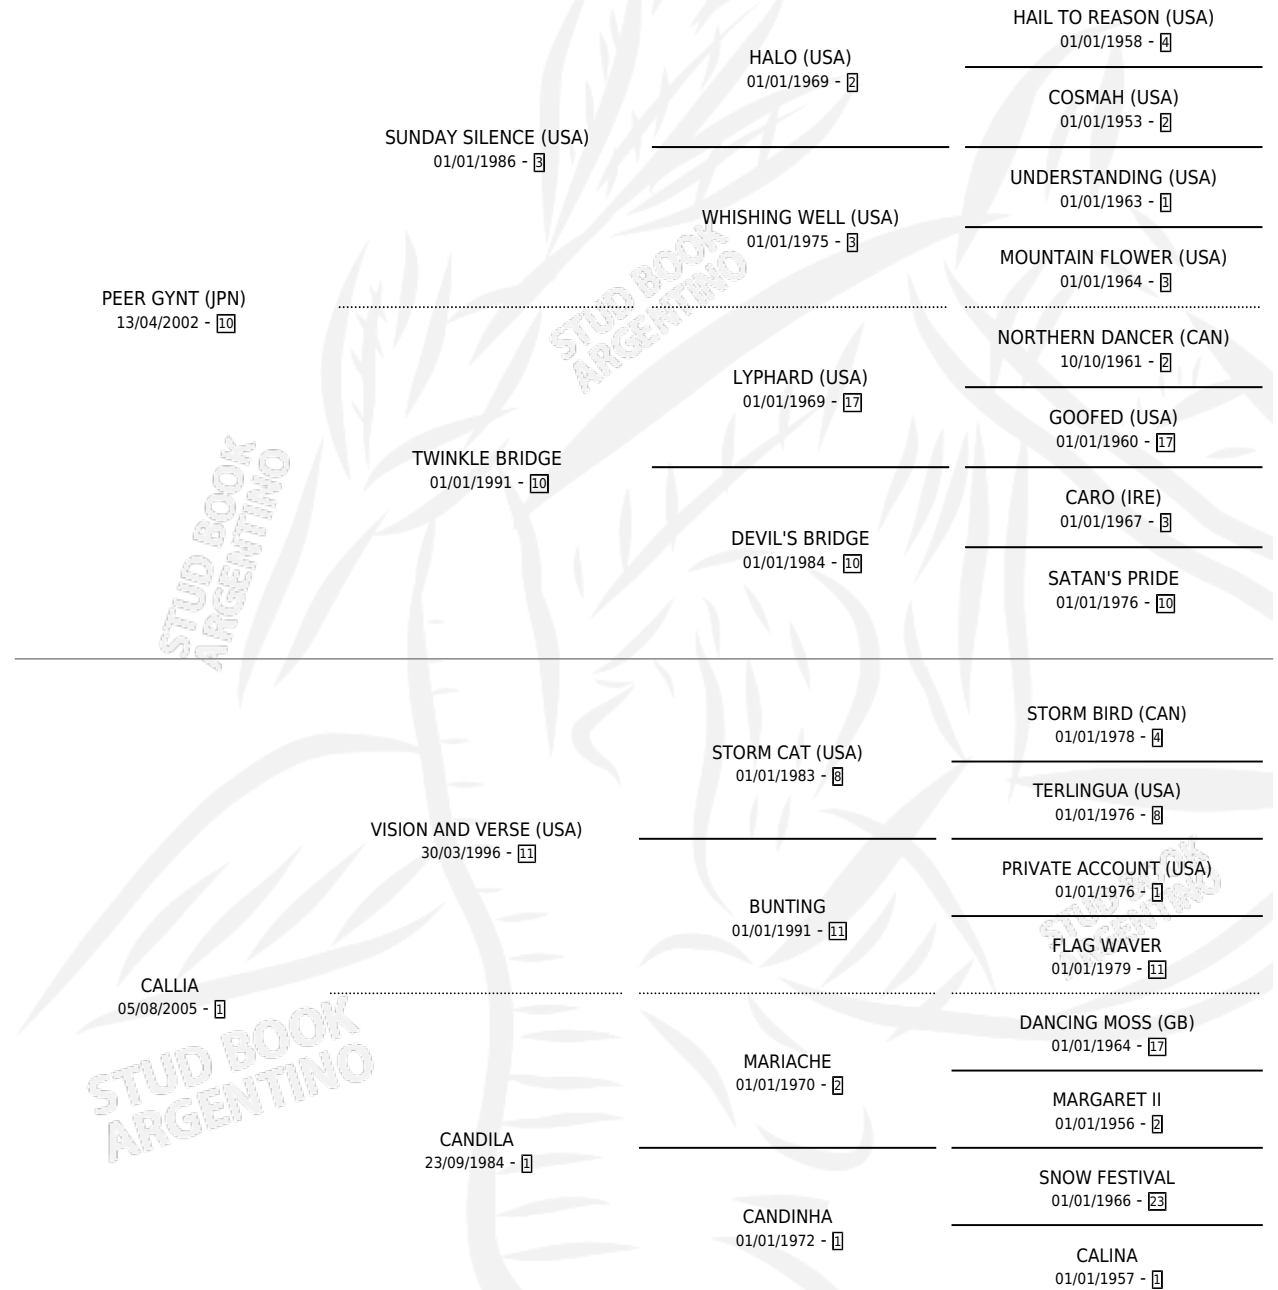 HAIL TO REASON (USA)
01/01/1958 - 4
HALO (USA)
01/01/1969 - 2
COSMAH (USA)
01/01/1953 - 2
SUNDAY SILENCE (USA)
01/01/1986 - 3
UNDERSTANDING (USA)
01/01/1963 - 1
WHISHING WELL (USA)
01/01/1975 - 3
MOUNTAIN FLOWER (USA)
01/01/1964 - 3
PEER GYNT (JPN)
13/04/2002 - 10
NORTHERN DANCER (CAN)
10/10/1961 - 2
LYPHARD (USA)
01/01/1969 - 17
GOOFED (USA)
01/01/1960 - 17
TWINKLE BRIDGE
01/01/1991 - 10
CARO (IRE)
01/01/1967 - 3
DEVIL'S BRIDGE
01/01/1984 - 10
SATAN'S PRIDE
01/01/1976 - 10
STORM BIRD (CAN)
01/01/1978 - 4
STORM CAT (USA)
01/01/1983 - 8
TERLINGUA (USA)
01/01/1976 - 8
VISION AND VERSE (USA)
30/03/1996 - 11
PRIVATE ACCOUNT (USA)
01/01/1976 - 1
BUNTING
01/01/1991 - 11
FLAG WAVER
01/01/1979 - 11
CALLIA
05/08/2005 - 1
DANCING MOSS (GB)
01/01/1964 - 17
MARIACHE
01/01/1970 - 2
MARGARET II
01/01/1956 - 2
CANDILA
23/09/1984 - 1
SNOW FESTIVAL
01/01/1966 - 23
CANDINHA
01/01/1972 - 1
CALINA
01/01/1957 - 1
STUD BOOK
ARGENTINO
STUD BOOK
ARGENTINO
STUD BOOK
ARGENTINO
STUD BOOK
ARGENTINO